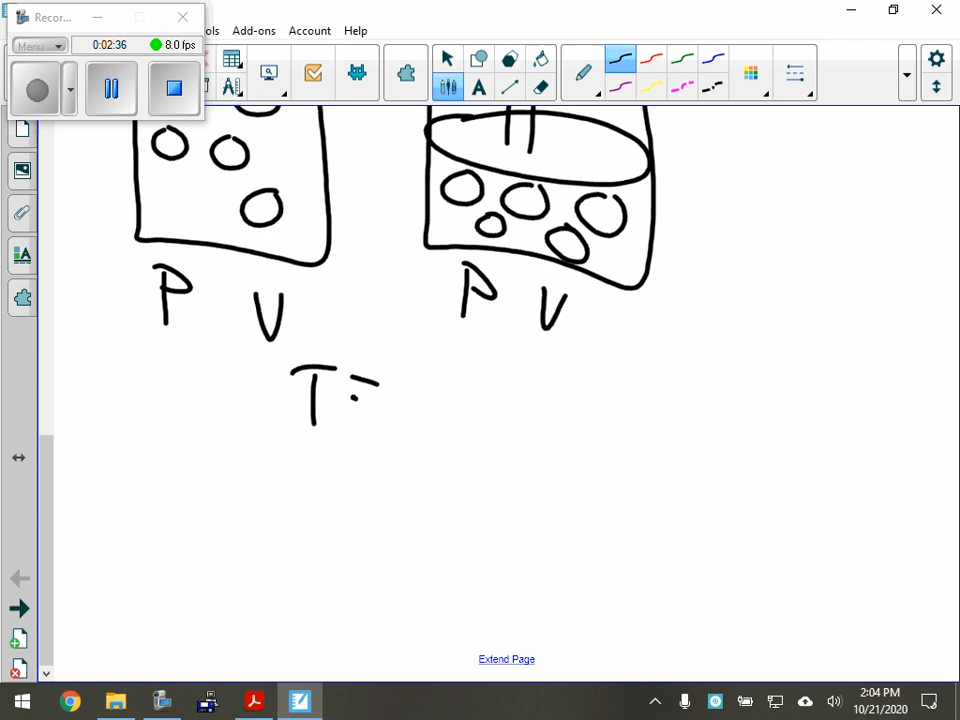 Recor...
Menu
0:02:36
8.0 fps
ols Add-ons Account Help
P V P V
T =
Extend Page
2:04 PM
10/21/2020